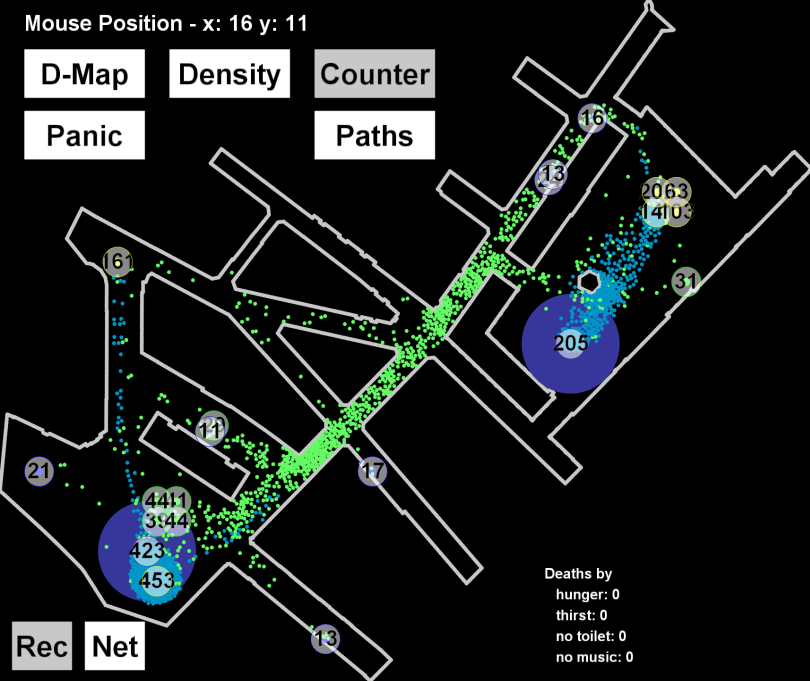 Mouse Position - x: 16 y: 11
D-Map
Density
Counter
Panic
Paths
16
13
63
161
31
205
11
21
17
423
453
13
Deaths by
hunger: 0
thirst: 0
no toilet: 0
no music: 0
Rec
Net